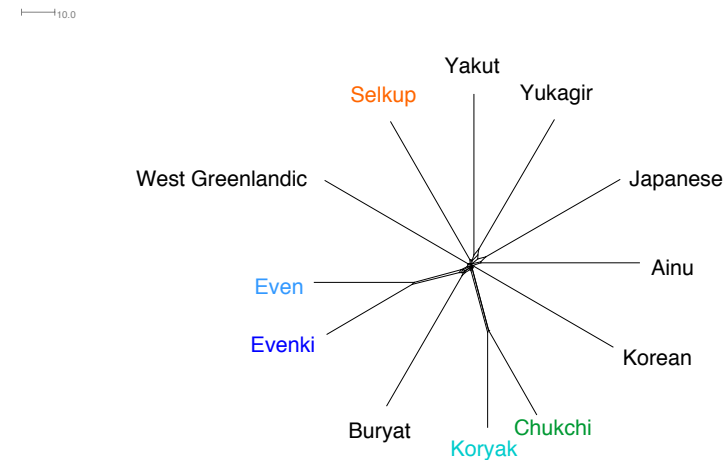 10.0
Yakut
Selkup
Yukagir
West Greenlandic
Japanese
Ainu
Even
Evenki
Korean
Buryat
Chukchi
Koryak